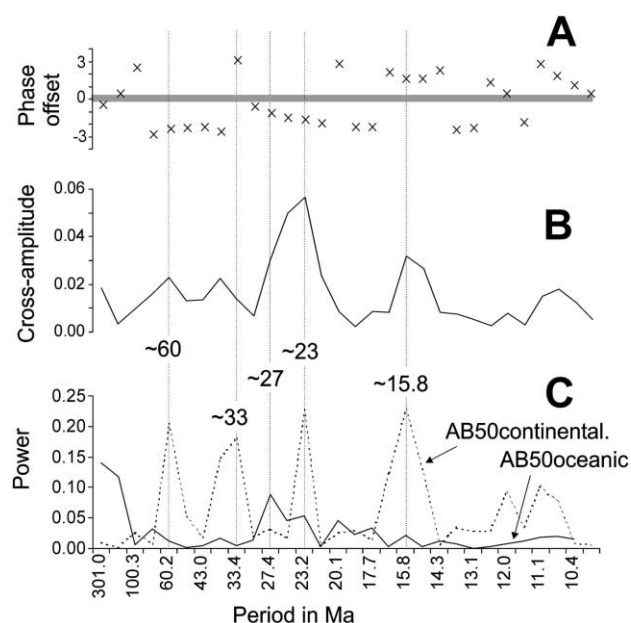 A
Phase
offset
3
0
-3
B
Cross-amplitude
0.06
0.04
0.02
0.00
~60
~33
~27
~23
~15.8
C
Power
0.25
0.20
0.15
0.10
0.05
0.00
AB50continental.
AB50oceanic
301.0 100.3 60.2 43.0 33.4 27.4 23.2 20.1 17.7 15.8 14.3 13.1 12.0 11.1 10.4
Period in Ma